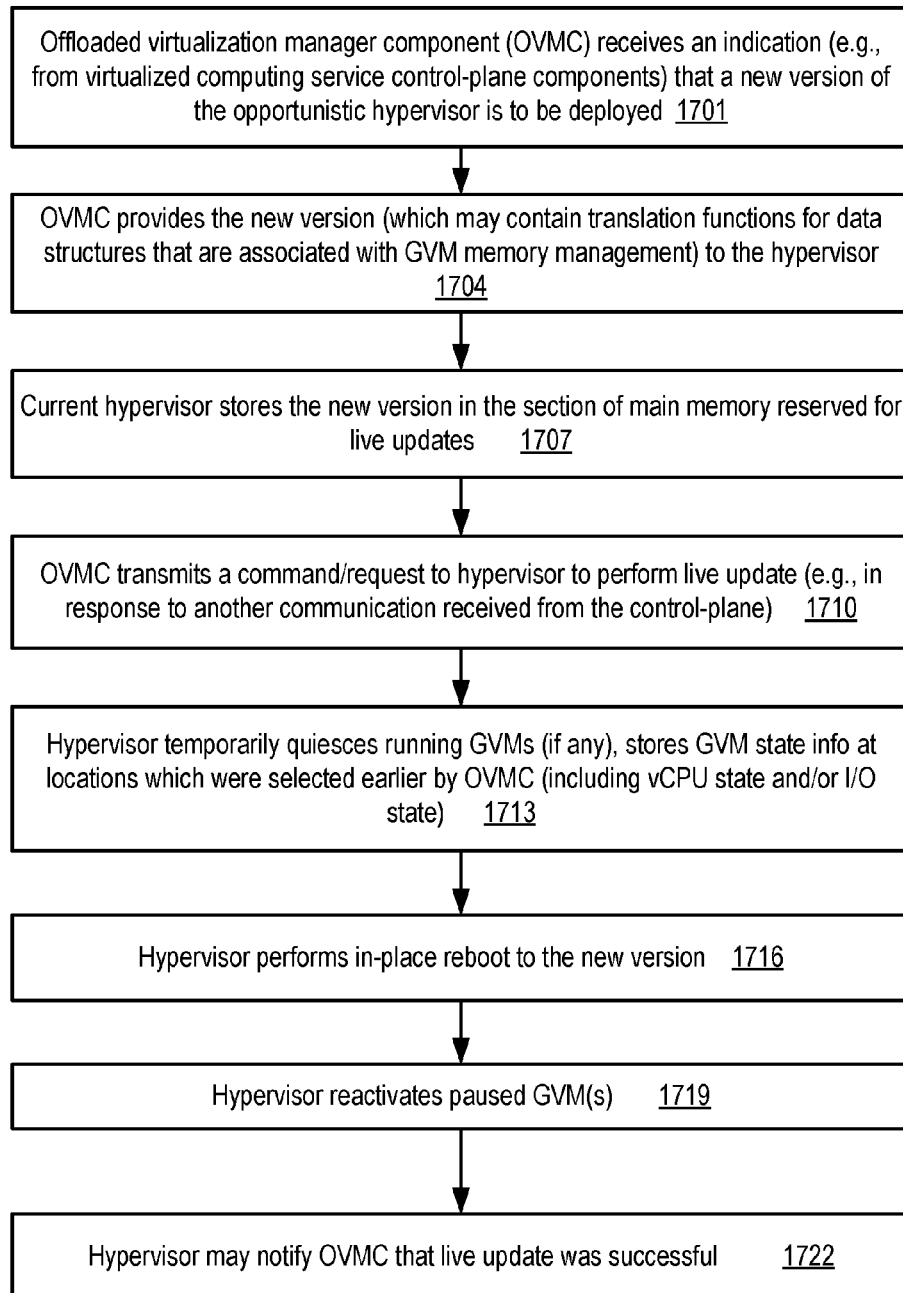 Offloaded virtualization manager component (OVMC) receives an indication (e.g.,
from virtualized computing service control-plane components) that a new version of
the opportunistic hypervisor is to be deployed 1701
OVMC provides the new version (which may contain translation functions for data
structures that are associated with GVM memory management) to the hypervisor
1704
Current hypervisor stores the new version in the section of main memory reserved for
live updates 1707
OVMC transmits a command/request to hypervisor to perform live update (e.g., in
response to another communication received from the control-plane) 1710
Hypervisor temporarily quiesces running GVMs (if any), stores GVM state info at
locations which were selected earlier by OVMC (including vCPU state and/or I/O
state) 1713
Hypervisor performs in-place reboot to the new version 1716
Hypervisor reactivates paused GVM(s) 1719
Hypervisor may notify OVMC that live update was successful 1722